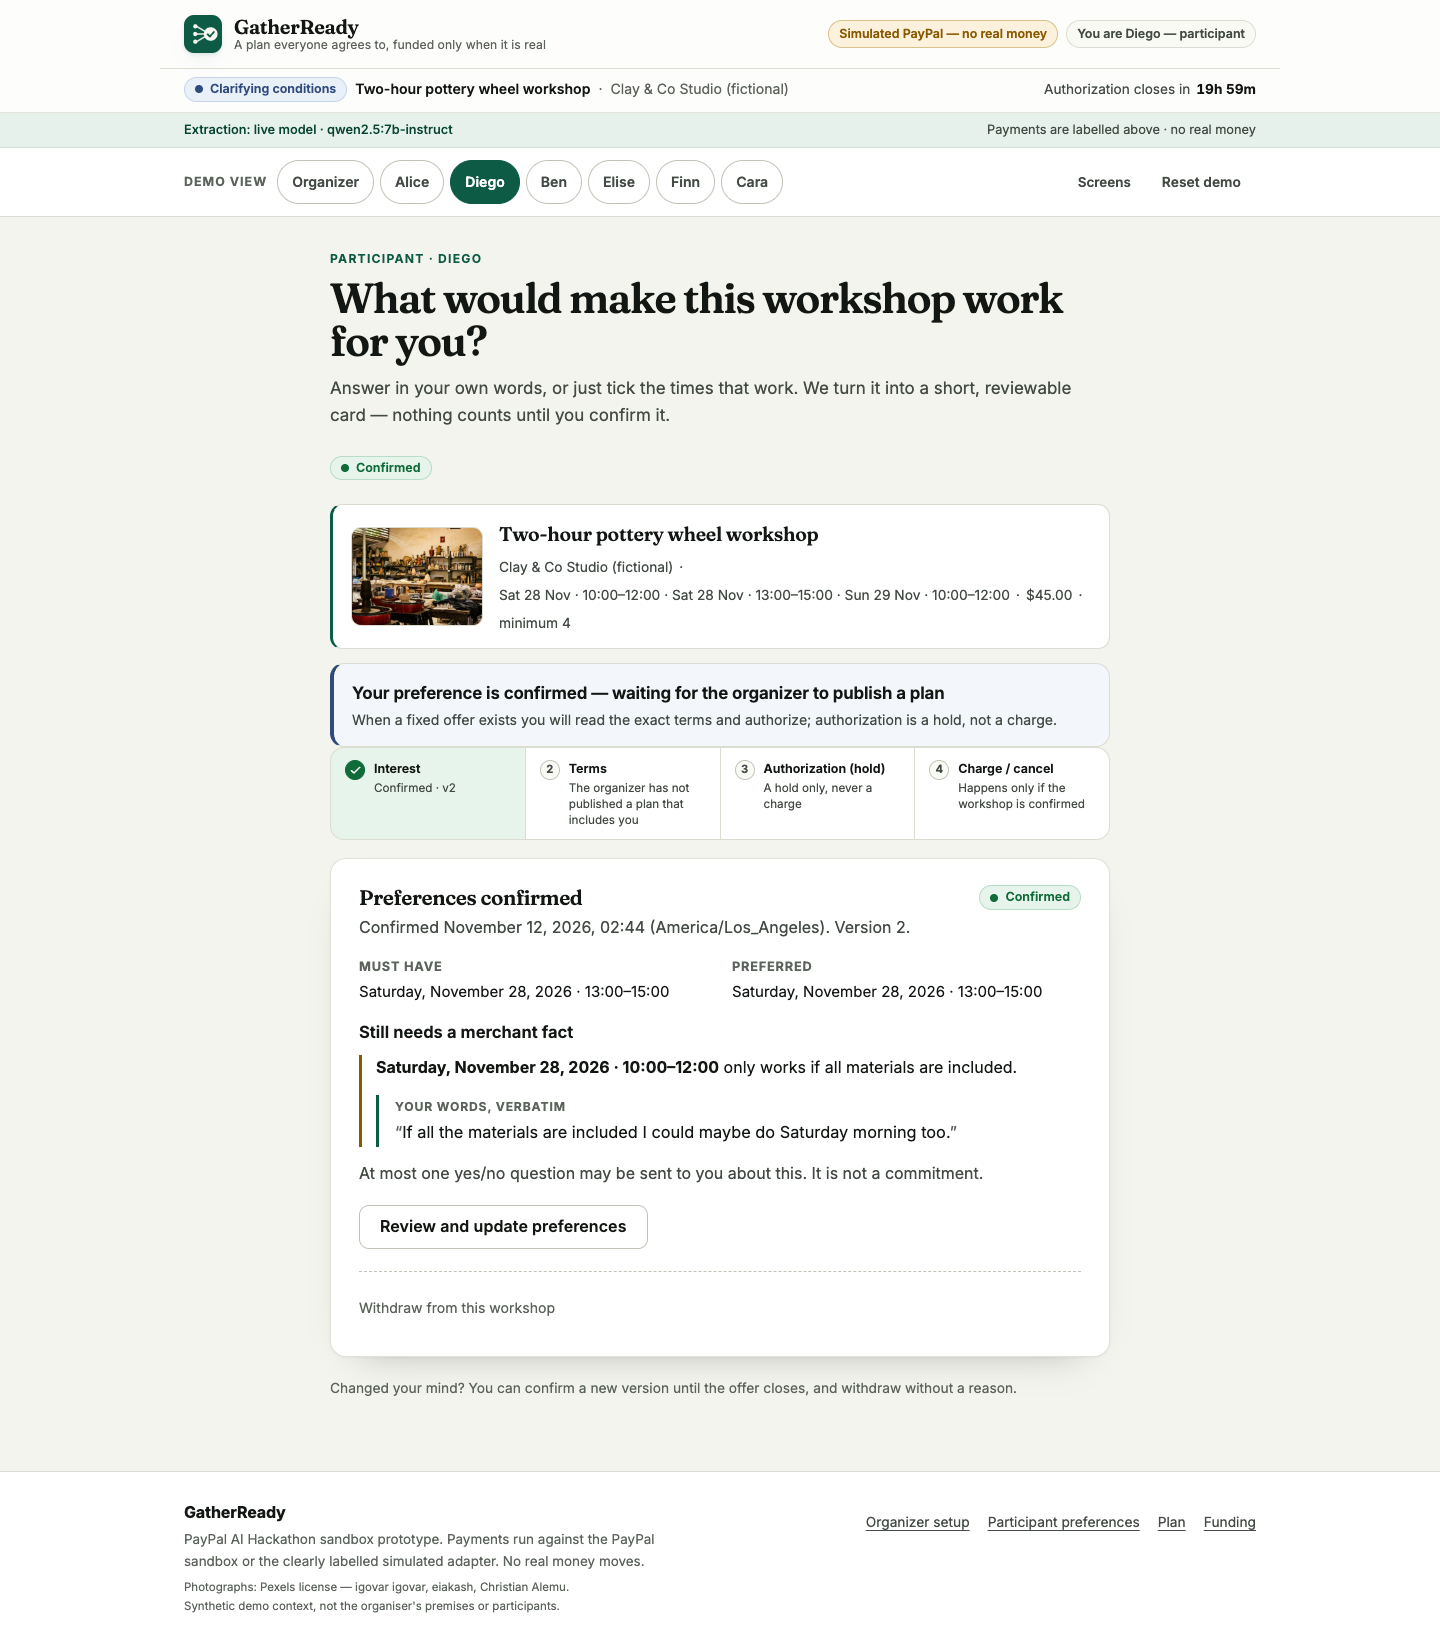 GatherReady
A plan everyone agrees to, funded only when it is real
Simulated PayPal — no real money
You are Diego — participant
Clarifying conditions
Two-hour pottery wheel workshop · Clay & Co Studio (fictional)
Authorization closes in 19h 59m
Extraction: live model · qwen2.5:7b-instruct
Payments are labelled above · no real money
DEMO VIEW
Organizer
Alice
Diego
Ben
Elise
Finn
Cara
Screens
Reset demo
PARTICIPANT · DIEGO
What would make this workshop work
for you?
Answer in your own words, or just tick the times that work. We turn it into a short, reviewable
card — nothing counts until you confirm it.
Confirmed
Two-hour pottery wheel workshop
Clay & Co Studio (fictional) ·
Sat 28 Nov · 10:00–12:00 · Sat 28 Nov · 13:00–15:00 · Sun 29 Nov · 10:00–12:00 · $45.00 ·
minimum 4
Your preference is confirmed — waiting for the organizer to publish a plan
When a fixed offer exists you will read the exact terms and authorize; authorization is a hold, not a charge.
Interest
Confirmed · v2
2
Terms
The organizer has not
published a plan that
includes you
3
Authorization (hold)
A hold only, never a
charge
4
Charge / cancel
Happens only if the
workshop is confirmed
Preferences confirmed
Confirmed
Confirmed November 12, 2026, 02:44 (America/Los_Angeles). Version 2.
MUST HAVE
Saturday, November 28, 2026 · 13:00–15:00
PREFERRED
Saturday, November 28, 2026 · 13:00–15:00
Still needs a merchant fact
Saturday, November 28, 2026 · 10:00–12:00 only works if all materials are included.
YOUR WORDS, VERBATIM
“If all the materials are included I could maybe do Saturday morning too.”
At most one yes/no question may be sent to you about this. It is not a commitment.
Review and update preferences
Withdraw from this workshop
Changed your mind? You can confirm a new version until the offer closes, and withdraw without a reason.
GatherReady
PayPal AI Hackathon sandbox prototype. Payments run against the PayPal
sandbox or the clearly labelled simulated adapter. No real money moves.
Photographs: Pexels license — igovar igovar, eiakash, Christian Alemu.
Synthetic demo context, not the organiser's premises or participants.
Organizer setup
Participant preferences
Plan
Funding